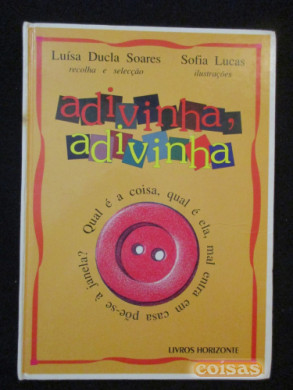 Luísa Ducla Soares
recolha e selecção
Sofia Lucas
ilustrações
adivinha,
adivinha
Qual é a coisa, qual é ela, mal entra em casa põe-se à janela?
LIVROS HORIZONTE
coisas